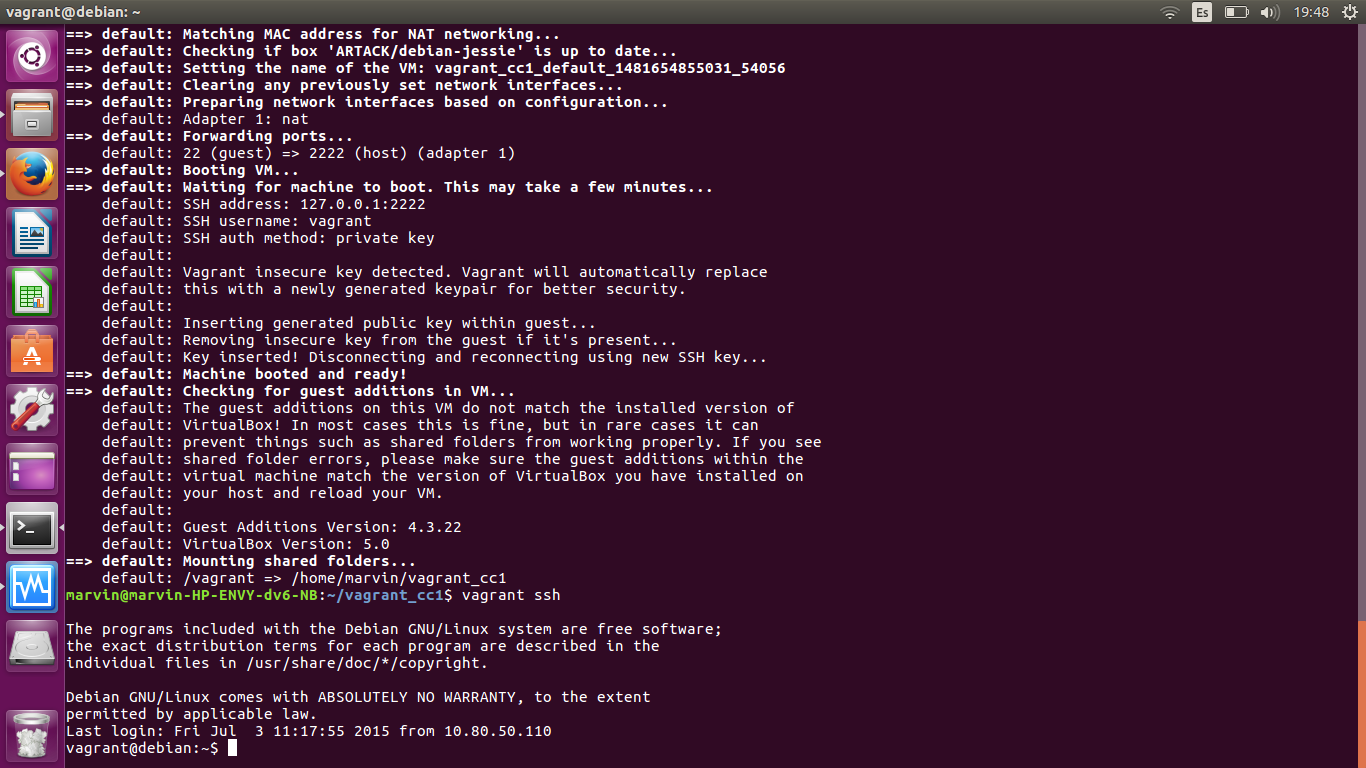 vagrant@debian: ~
Es
19:48
==> default: Matching MAC address for NAT networking...
==> default: Checking if box 'ARTACK/debian-jessie' is up to date...
==> default: Setting the name of the VM: vagrant_cc1_default_1481654855031_54056
==> default: Clearing any previously set network interfaces...
==> default: Preparing network interfaces based on configuration...
    default: Adapter 1: nat
==> default: Forwarding ports...
    default: 22 (guest) => 2222 (host) (adapter 1)
==> default: Booting VM...
==> default: Waiting for machine to boot. This may take a few minutes...
    default: SSH address: 127.0.0.1:2222
    default: SSH username: vagrant
    default: SSH auth method: private key
    default:
    default: Vagrant insecure key detected. Vagrant will automatically replace
    default: this with a newly generated keypair for better security.
    default:
    default: Inserting generated public key within guest...
    default: Removing insecure key from the guest if it's present...
    default: Key inserted! Disconnecting and reconnecting using new SSH key...
==> default: Machine booted and ready!
==> default: Checking for guest additions in VM...
    default: The guest additions on this VM do not match the installed version of
    default: VirtualBox! In most cases this is fine, but in rare cases it can
    default: prevent things such as shared folders from working properly. If you see
    default: shared folder errors, please make sure the guest additions within the
    default: virtual machine match the version of VirtualBox you have installed on
    default: your host and reload your VM.
    default:
    default: Guest Additions Version: 4.3.22
    default: VirtualBox Version: 5.0
==> default: Mounting shared folders...
    default: /vagrant => /home/marvin/vagrant_cc1
marvin@marvin-HP-ENVY-dv6-NB:~/vagrant_cc1$ vagrant ssh

The programs included with the Debian GNU/Linux system are free software;
the exact distribution terms for each program are described in the
individual files in /usr/share/doc/*/copyright.

Debian GNU/Linux comes with ABSOLUTELY NO WARRANTY, to the extent
permitted by applicable law.
Last login: Fri Jul  3 11:17:55 2015 from 10.80.50.110
vagrant@debian:~$